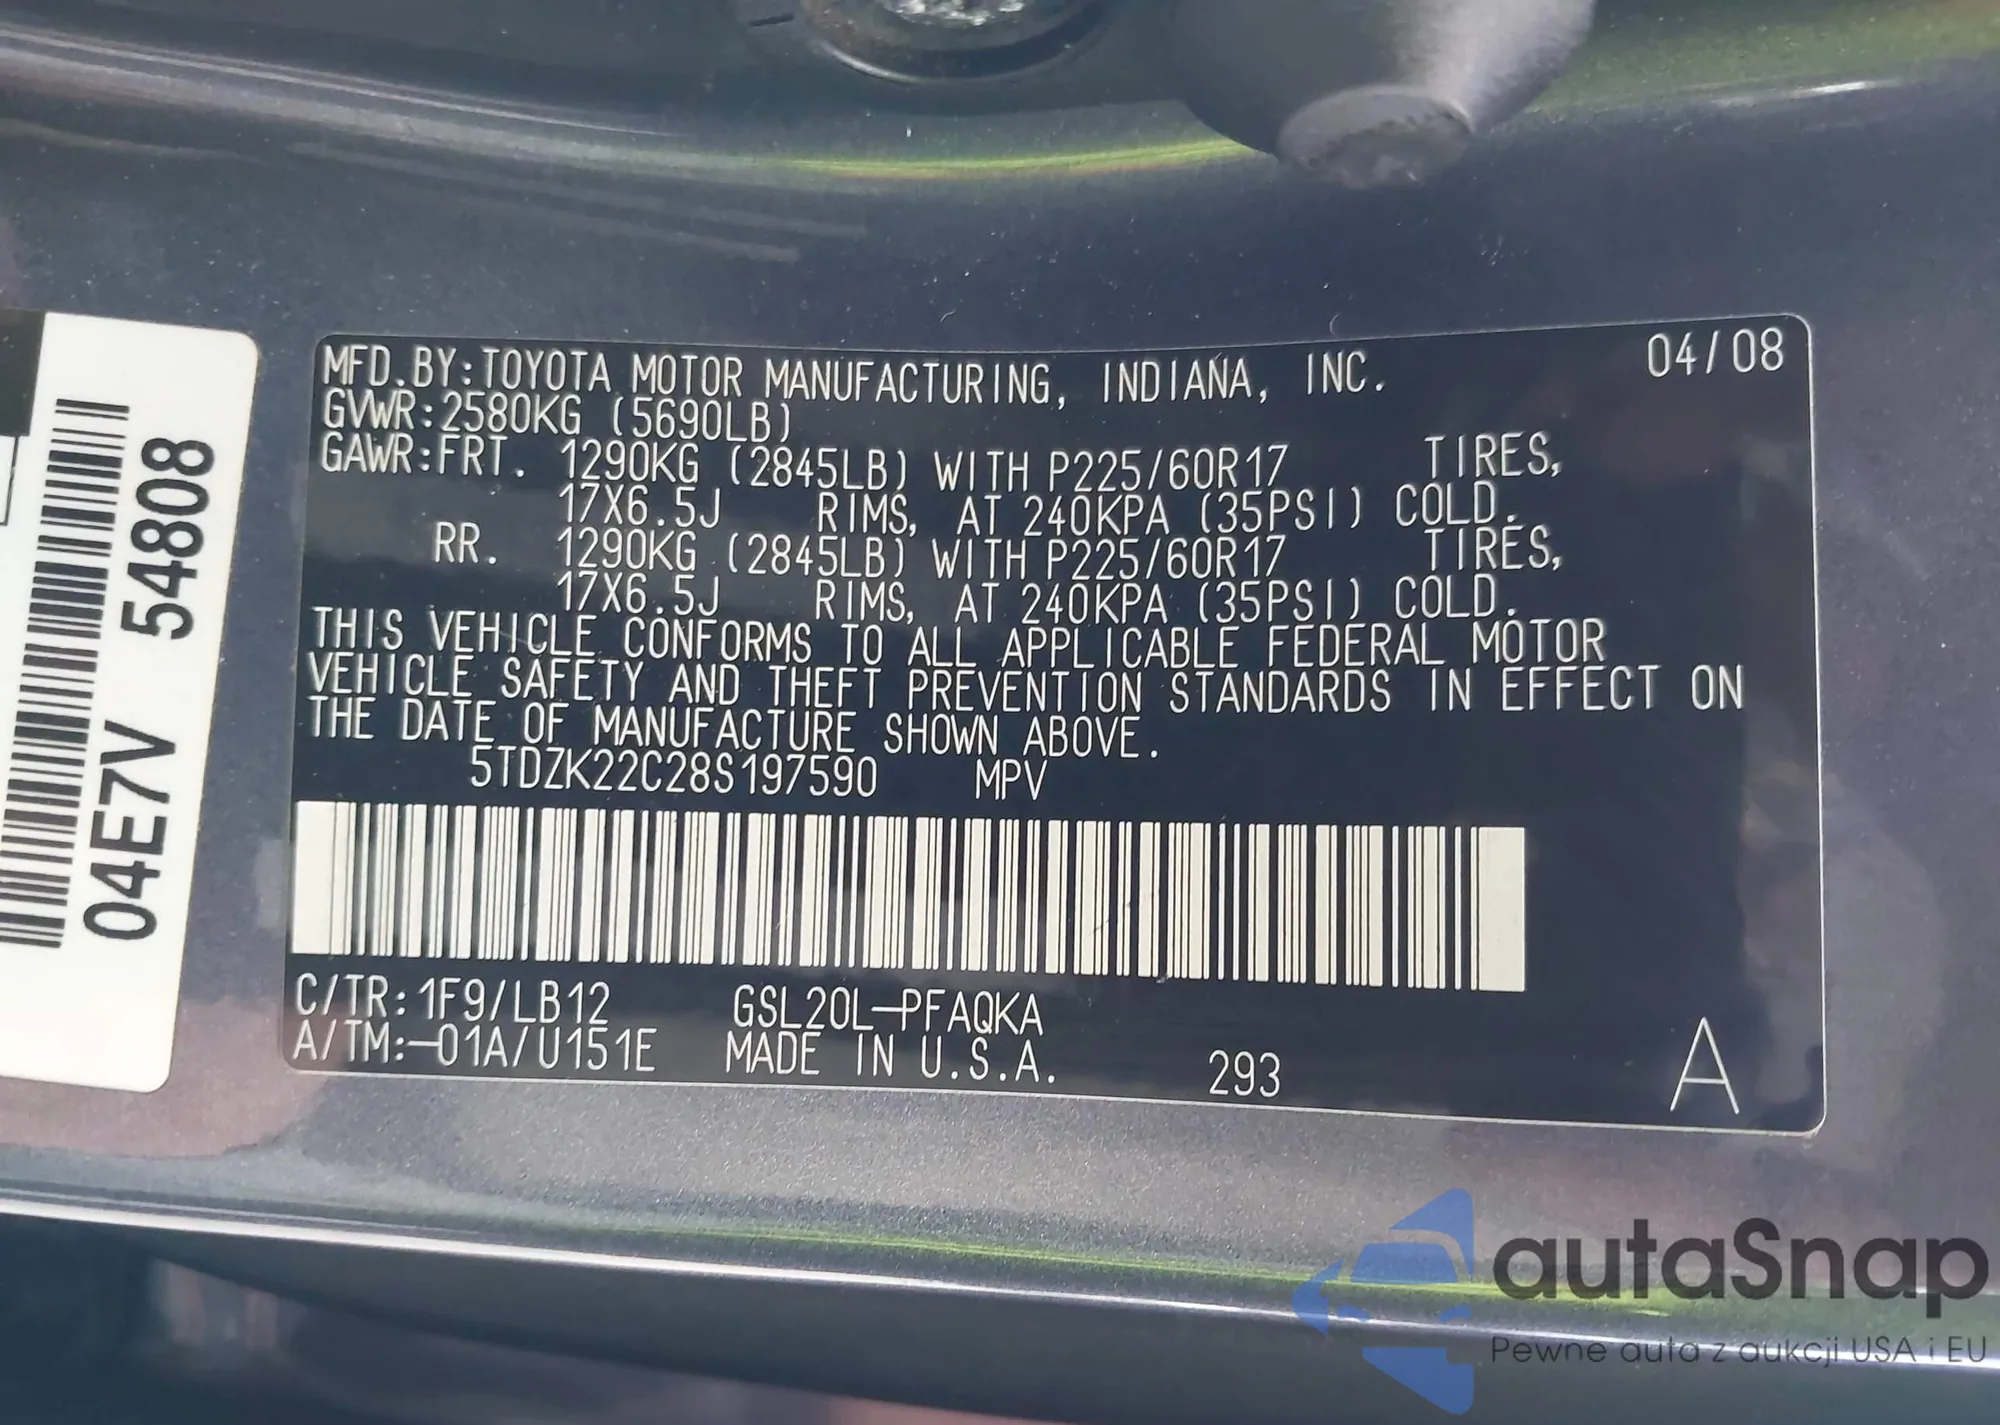 MFD.BY:TOYOTA MOTOR MANUFACTURING, INDIANA, INC. 04/08
GVWR:2580KG (5690LB)
GAWR:FRT. 1290KG (2845LB) WITH P225/60R17 TIRES,
17X6.5J RIMS, AT 240KPA (35PSI) COLD.
RR. 1290KG (2845LB) WITH P225/60R17 TIRES,
17X6.5J RIMS, AT 240KPA (35PSI) COLD.
THIS VEHICLE CONFORMS TO ALL APPLICABLE FEDERAL MOTOR
VEHICLE SAFETY AND THEFT PREVENTION STANDARDS IN EFFECT ON
THE DATE OF MANUFACTURE SHOWN ABOVE.
5TDZK22C28S197590 MPV
C/TR:1F9/LB12 GSL20L-PFAQKA
A/TM:-01A/U151E MADE IN U.S.A. 293 A
04E7V 54808
autaSnap
Pewne auta z aukcji USA i EU